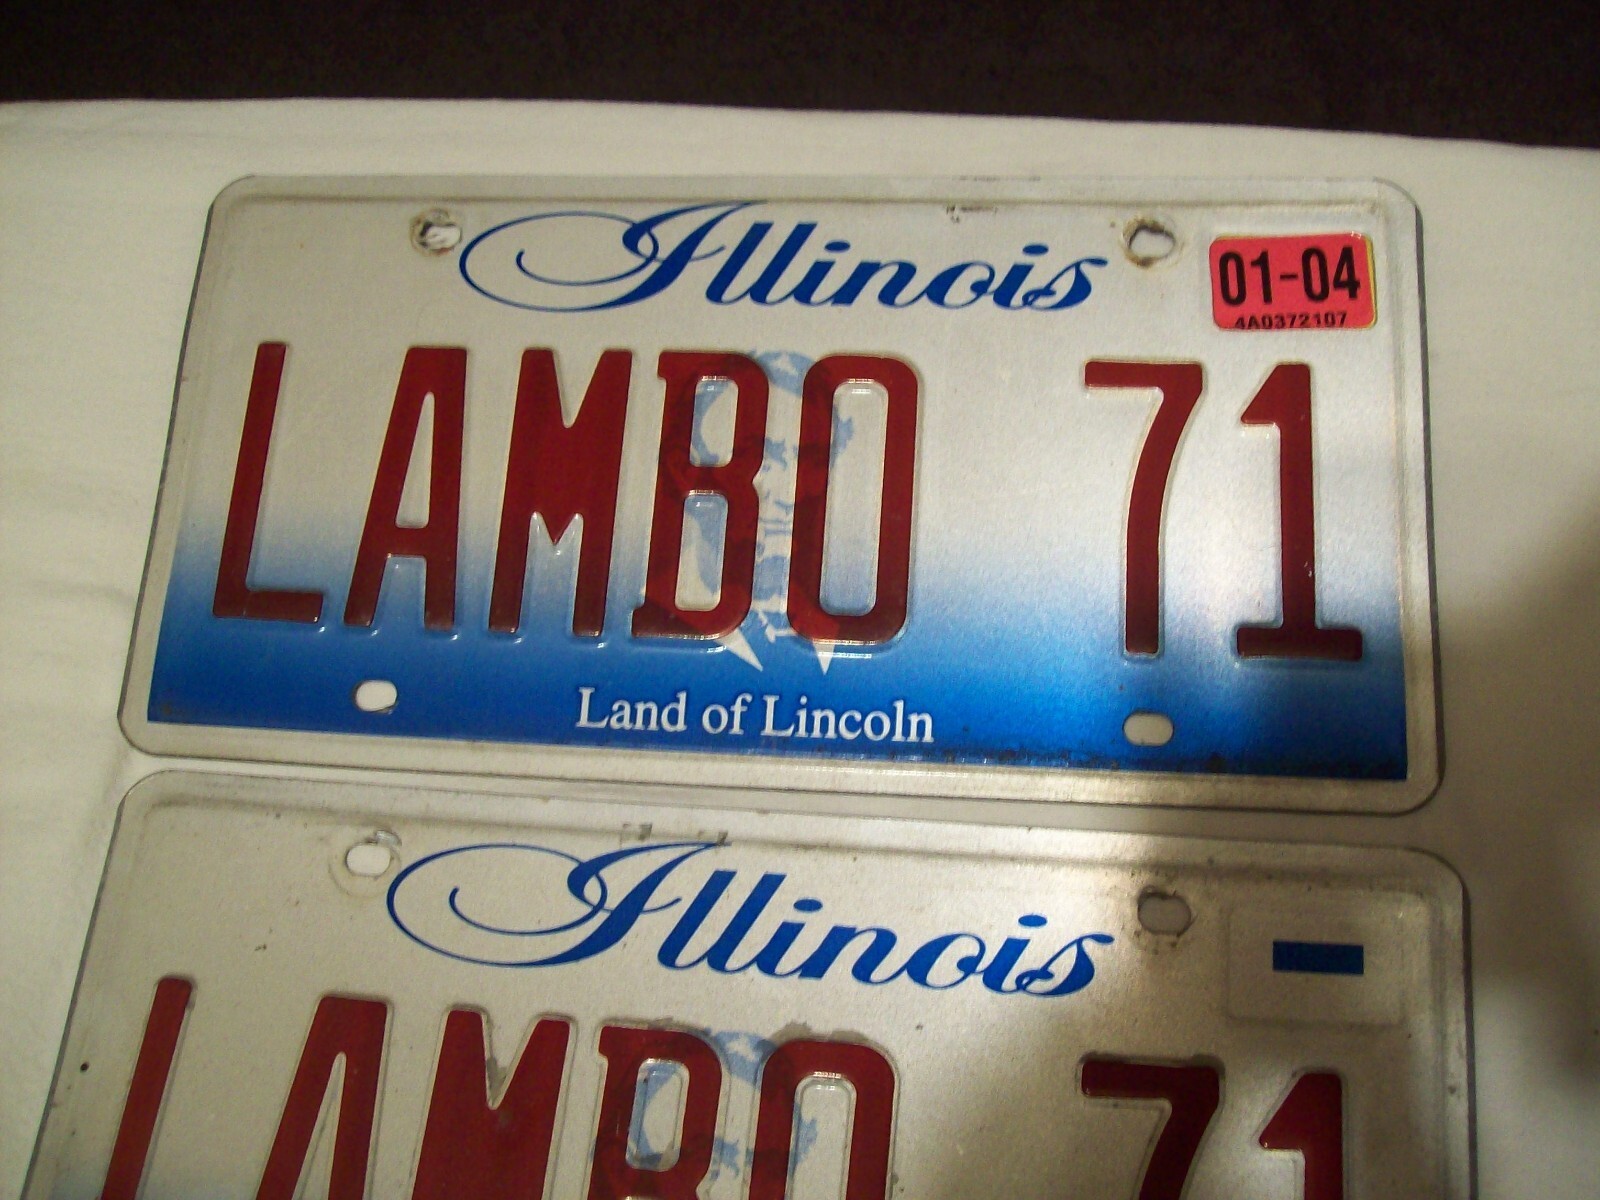 Illinois
01-04
4A0372107
LAMBO 71
Land of Lincoln
Illinois
LAMBO 71